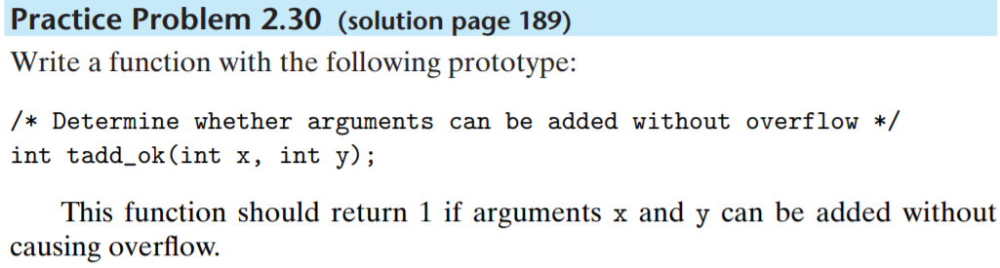 Practice Problem 2.30 (solution page 189)
Write a function with the following prototype:
/* Determine whether arguments can be added without overflow */
int tadd_ok(int x, int y);
This function should return 1 if arguments x and y can be added without
causing overflow.